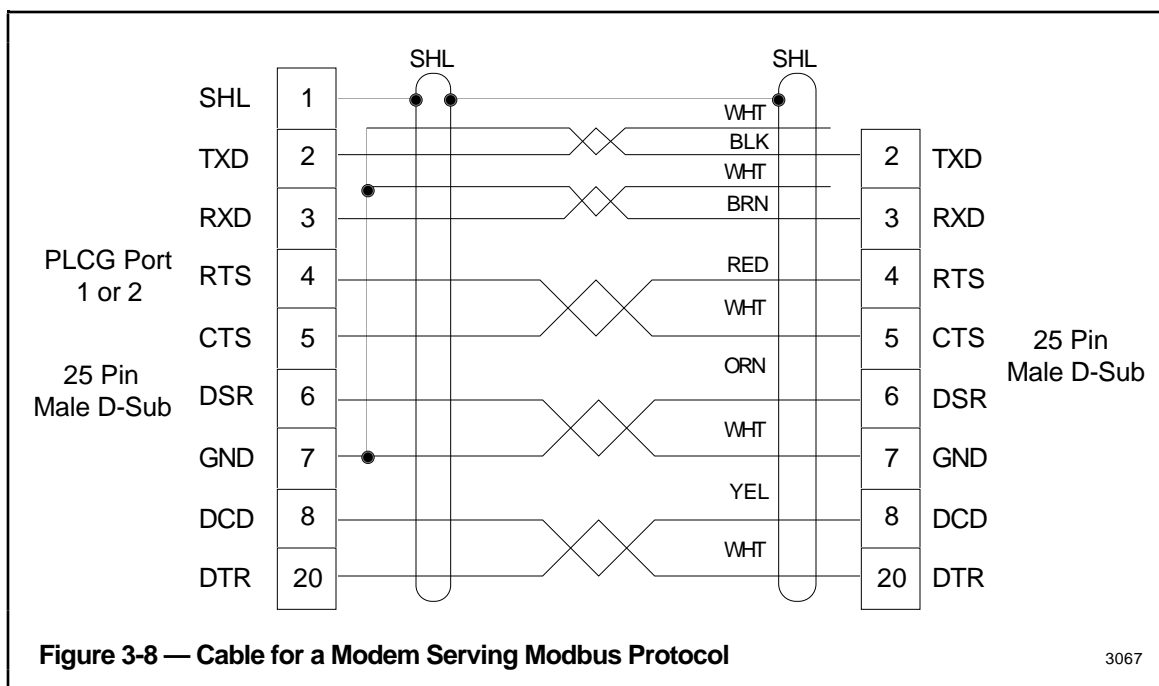 SHL SHL
SHL 1
WHT
TXD 2 BLK 2 TXD
WHT
RXD 3 BRN 3 RXD
PLCG Port
1 or 2
RTS 4 RED 4 RTS
WHT
CTS 5 5 CTS
25 Pin
Male D-Sub
ORN
25 Pin
Male D-Sub
DSR 6 6 DSR
WHT
GND 7 7 GND
YEL
DCD 8 8 DCD
WHT
DTR 20 20 DTR
Figure 3-8 — Cable for a Modem Serving Modbus Protocol
3067